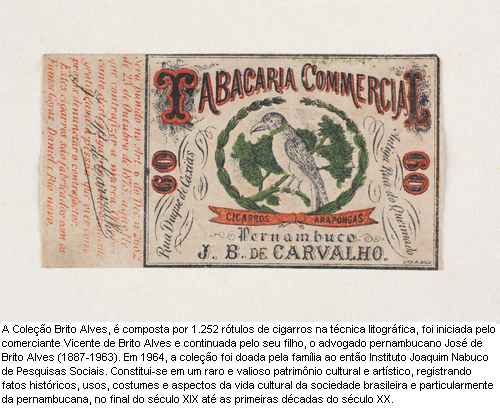 TABACARIA COMMERCIAL
60
Rua Duque de Caxias
Antiga Rua do Queimado
60
CIGARROS ARAPONGAS
Pernambuco
J. B. DE CARVALHO.
A Coleção Brito Alves, é composta por 1.252 rótulos de cigarros na técnica litográfica, foi iniciada pelo
comerciante Vicente de Brito Alves e continuada pelo seu filho, o advogado pernambucano José de
Brito Alves (1887-1963). Em 1964, a coleção foi doada pela família ao então Instituto Joaquim Nabuco
de Pesquisas Sociais. Constitui-se em um raro e valioso patrimônio cultural e artístico, registrando
fatos históricos, usos, costumes e aspectos da vida cultural da sociedade brasileira e particularmente
da pernambucana, no final do século XIX até as primeiras décadas do século XX.